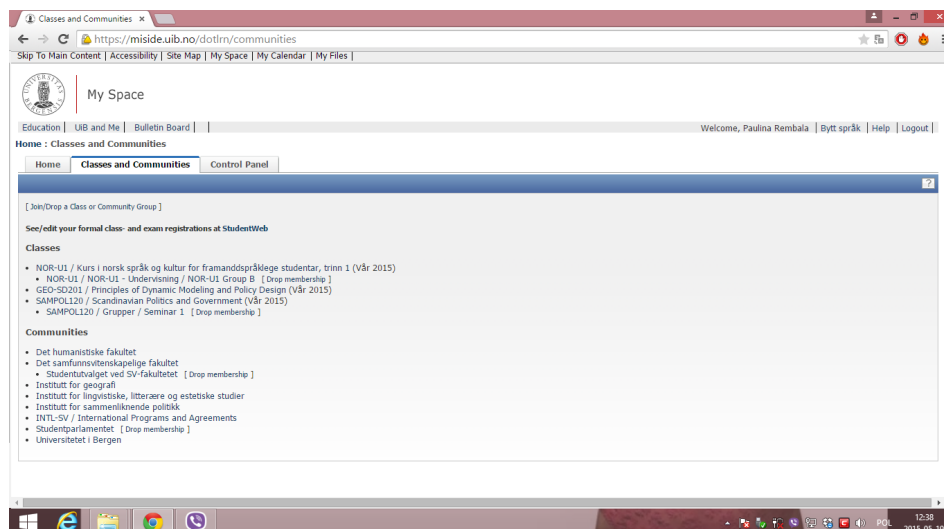 Classes and Communities ×
https://miside.uib.no/dotlrn/communities
Skip To Main Content | Accessibility | Site Map | My Space | My Calendar | My Files |
My Space
Education | UiB and Me | Bulletin Board | |
Welcome, Paulina Rembala | Bytt språk | Help | Logout |
Home : Classes and Communities
Home Classes and Communities Control Panel
?
[ Join/Drop a Class or Community Group ]
See/edit your formal class- and exam registrations at StudentWeb
Classes
• NOR-U1 / Kurs i norsk språk og kultur for framanddspråklege studentar, trinn 1 (Vår 2015)
• NOR-U1 / NOR-U1 - Undervisning / NOR-U1 Group B [ Drop membership ]
• GEO-SD201 / Principles of Dynamic Modeling and Policy Design (Vår 2015)
• SAMPOL120 / Scandinavian Politics and Government (Vår 2015)
• SAMPOL120 / Grupper / Seminar 1 [ Drop membership ]
Communities
• Det humanistiske fakultet
• Det samfunnsvitenskapelige fakultet
• Studentutvalget ved SV-fakultetet [ Drop membership ]
• Institutt for geografi
• Institutt for lingvistiske, litterære og estetiske studier
• Institutt for sammenliknende politikk
• INTL-SV / International Programs and Agreements
• Studentparlamentet [ Drop membership ]
• Universitetet i Bergen
POL
12:38